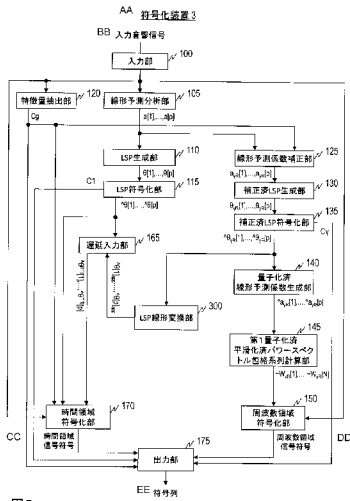 AA 符号化装置3
BB 入力音響信号
入力部 100
特徴量抽出部 120
線形予測分析部 105
Cg
a[1],...,a[p]
LSP生成部 110
線形予測係数補正部 125
θ[1],...,θ[p]
C1
LSP符号化部 115
補正済LSP生成部 130
^θ[1],...,^θ[p]
補正済LSP符号化部 135
Cγ
遅延入力部 165
量子化済
線形予測係数生成部
140
LSP線形変換部 300
第1量子化済
平滑化済パワースペク
トル包絡系列計算部
145
時間領域
符号化部
170
周波数領域
符号化部
150
CC
時間領域
信号符号
周波数領域
信号符号
DD
出力部 175
EE 符号列